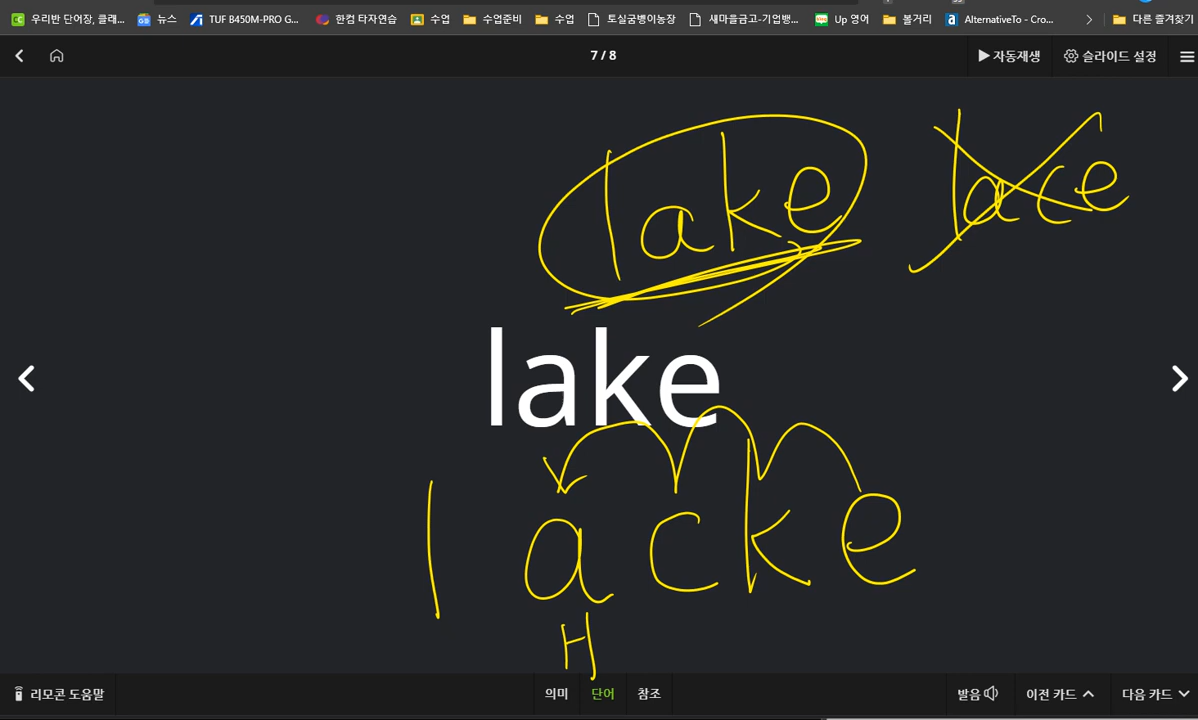 우리반 단어장, 클래... 뉴스 TUF B450M-PRO G... 한컴 타자연습 수업 수업준비 수업 토실굼벵이농장 새마을금고-기업뱅... Up 영어 볼거리 AlternativeTo - Cro... 다른 즐겨찾기
7 / 8 자동재생 슬라이드 설정
lake lace
lake
l a c k e
H
리모콘 도움말 의미 단어 참조 발음 이전 카드 다음 카드